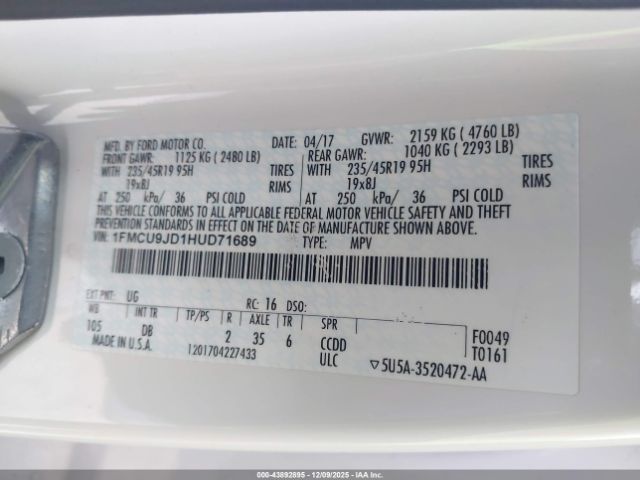 MFD. BY FORD MOTOR CO. DATE: 04/17 GVWR: 2159 KG ( 4760 LB)
FRONT GAWR: 1125 KG ( 2480 LB) REAR GAWR: 1040 KG ( 2293 LB)
WITH 235/45R19 95H TIRES WITH 235/45R19 95H TIRES
19x8J RIMS 19x8J RIMS
AT 250 kPa/ 36 PSI COLD AT 250 kPa/ 36 PSI COLD
THIS VEHICLE CONFORMS TO ALL APPLICABLE FEDERAL MOTOR VEHICLE SAFETY AND THEFT
PREVENTION STANDARDS IN EFFECT ON THE DATE OF MANUFACTURE SHOWN ABOVE.
VIN: 1FMCU9JD1HUD71689 TYPE: MPV
EXT PNT: UG RC: 16 DSO:
WB INT TR TP/PS R AXLE TR SPR F0049
105 DB 2 35 6 CCDD T0161
MADE IN U.S.A. 1201704227433 ULC ▽5U5A-3520472-AA
000-43892895 - 12/09/2025 - IAAI.COM